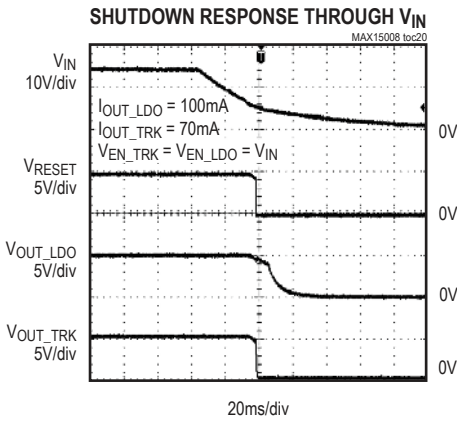 SHUTDOWN RESPONSE THROUGH VIN
MAX15008 toc20
VIN
10V/div
IOUT_LDO = 100mA
IOUT_TRK = 70mA
VEN_TRK = VEN_LDO = VIN
0V
VRESET
5V/div
0V
VOUT_LDO
5V/div
0V
VOUT_TRK
5V/div
0V
20ms/div